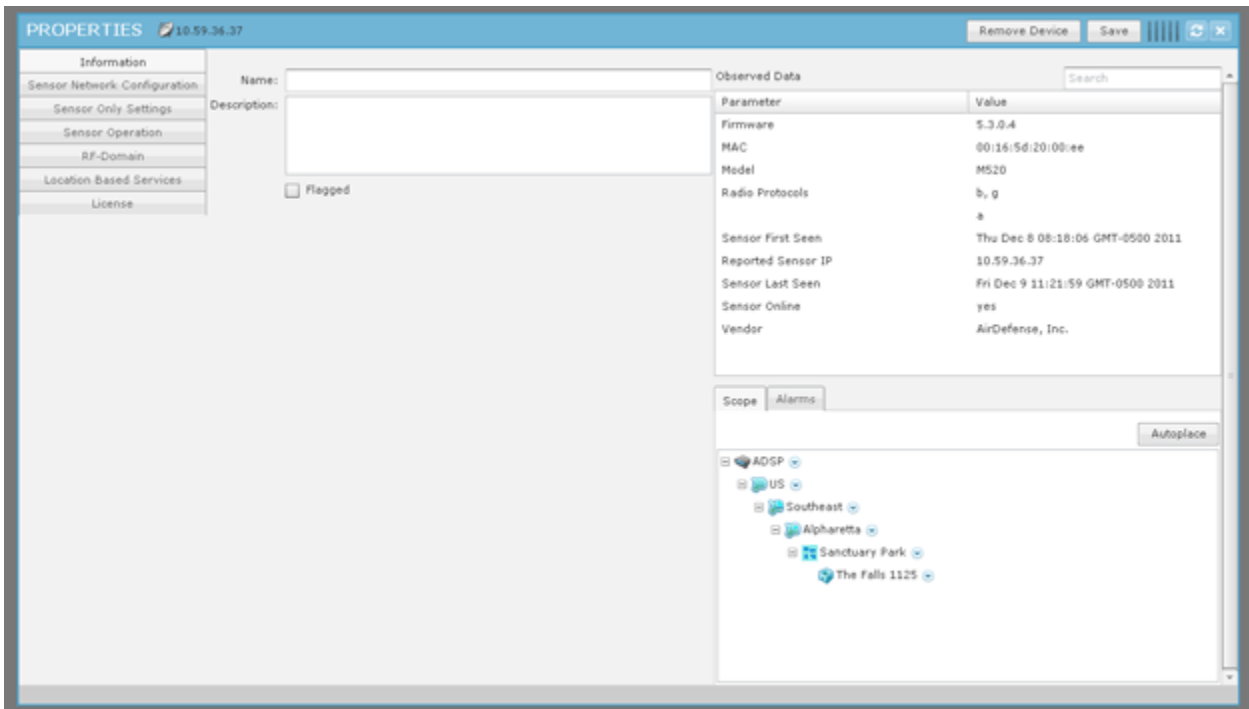 PROPERTIES 10.59.36.37 Remove Device Save
Information
Sensor Network Configuration
Sensor Only Settings
Sensor Operation
RF-Domain
Location Based Services
License
Name:
Description:
Flagged
Observed Data Search
Parameter Value
Firmware 5.3.0.4
MAC 00:16:5d:20:00:ee
Model M520
Radio Protocols b, g
a
Sensor First Seen Thu Dec 8 08:18:06 GMT-0500 2011
Reported Sensor IP 10.59.36.37
Sensor Last Seen Fri Dec 9 11:21:59 GMT-0500 2011
Sensor Online yes
Vendor AirDefense, Inc.
Scope Alarms
Autoplace
ADSP
US
Southeast
Alpharetta
Sanctuary Park
The Falls 1125